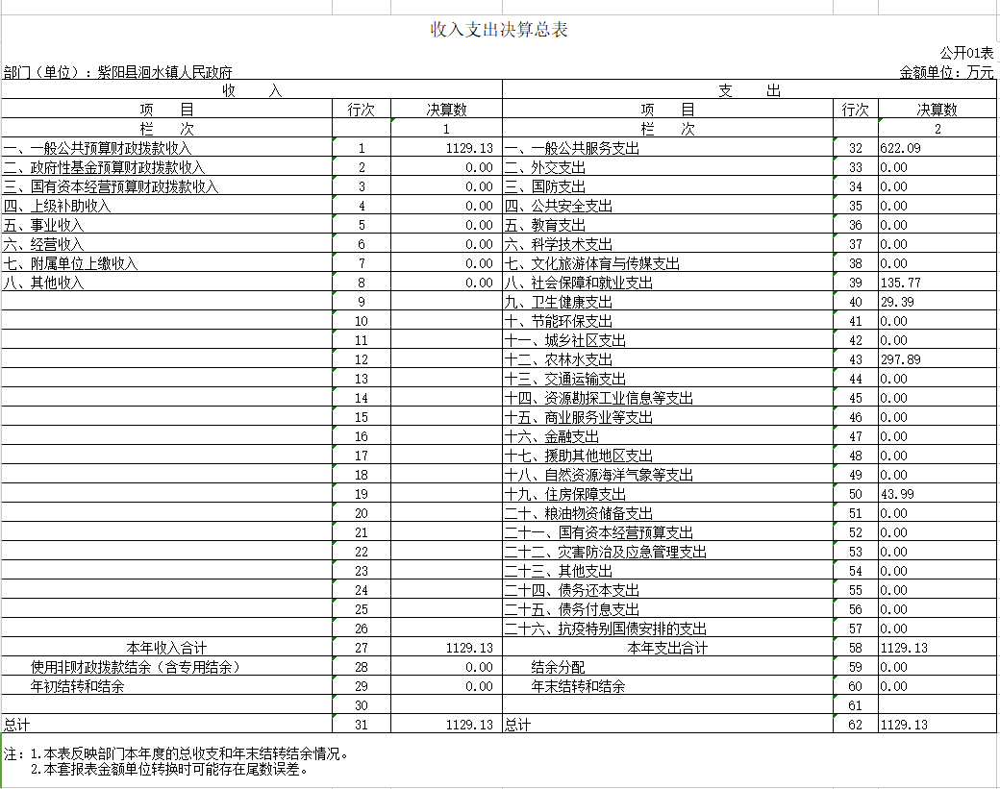 收入支出决算总表
公开01表
部门（单位）：紫阳县洄水镇人民政府 金额单位：万元
收 入 支 出
项 目 行次 决算数 项 目 行次 决算数
栏 次 1 栏 次 2
一、一般公共预算财政拨款收入 1 1129.13 一、一般公共服务支出 32 622.09
二、政府性基金预算财政拨款收入 2 0.00 二、外交支出 33 0.00
三、国有资本经营预算财政拨款收入 3 0.00 三、国防支出 34 0.00
四、上级补助收入 4 0.00 四、公共安全支出 35 0.00
五、事业收入 5 0.00 五、教育支出 36 0.00
六、经营收入 6 0.00 六、科学技术支出 37 0.00
七、附属单位上缴收入 7 0.00 七、文化旅游体育与传媒支出 38 0.00
八、其他收入 8 0.00 八、社会保障和就业支出 39 135.77
9 九、卫生健康支出 40 29.39
10 十、节能环保支出 41 0.00
11 十一、城乡社区支出 42 0.00
12 十二、农林水支出 43 297.89
13 十三、交通运输支出 44 0.00
14 十四、资源勘探工业信息等支出 45 0.00
15 十五、商业服务业等支出 46 0.00
16 十六、金融支出 47 0.00
17 十七、援助其他地区支出 48 0.00
18 十八、自然资源海洋气象等支出 49 0.00
19 十九、住房保障支出 50 43.99
20 二十、粮油物资储备支出 51 0.00
21 二十一、国有资本经营预算支出 52 0.00
22 二十二、灾害防治及应急管理支出 53 0.00
23 二十三、其他支出 54 0.00
24 二十四、债务还本支出 55 0.00
25 二十五、债务付息支出 56 0.00
26 二十六、抗疫特别国债安排的支出 57 0.00
本年收入合计 27 1129.13 本年支出合计 58 1129.13
使用非财政拨款结余（含专用结余） 28 0.00 结余分配 59 0.00
年初结转和结余 29 0.00 年末结转和结余 60 0.00
30 61
总计 31 1129.13 总计 62 1129.13
注：1.本表反映部门本年度的总收支和年末结转结余情况。
2.本套报表金额单位转换时可能存在尾数误差。